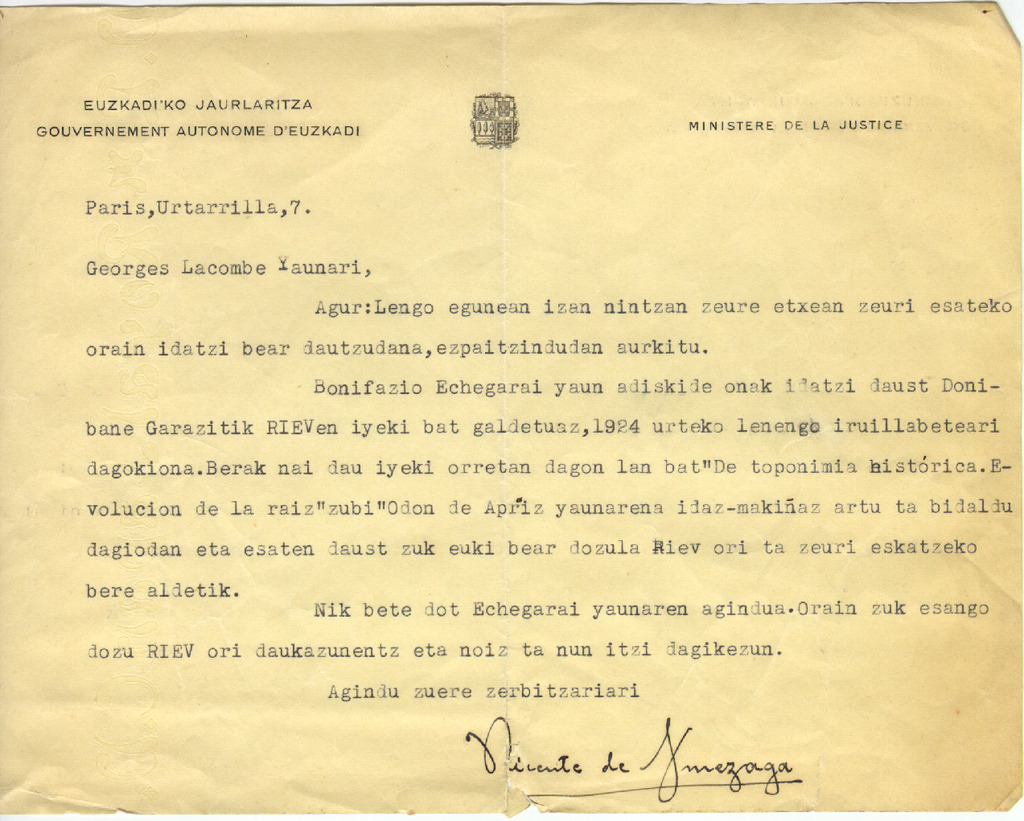 EUZKADI'KO JAURLARITZA
GOUVERNEMENT AUTONOME D'EUZKADI
MINISTERE DE LA JUSTICE
Paris,Urtarrilla,7.
Georges Lacombe Yaunari,
Agur:Lengo egunean izan nintzan zeure etxean zeuri esateko
orain idatzi bear dautzudana,ezpaitzindudan aurkitu.
Bonifazio Echegarai yaun adiskide onak idatzi daust Doni-
bane Garazitik RIEVen iyeki bat galdetuaz,1924 urteko lenengo iruillabeteari
dagokiona.Berak nai dau iyeki orretan dagon lan bat"De toponimia histórica.E-
volucion de la raiz"zubi"Odon de Apriz yaunarena idaz-makiñaz artu ta bidaldu
dagiodan eta esaten daust zuk euki bear dozula Riev ori ta zeuri eskatzeko
bere aldetik.
Nik bete dot Echegarai yaunaren agindua.Orain zuk esango
dozu RIEV ori daukazunentz eta noiz ta nun itzi dagikezun.
Agindu zuere zerbitzariari
Vicente de Amezaga